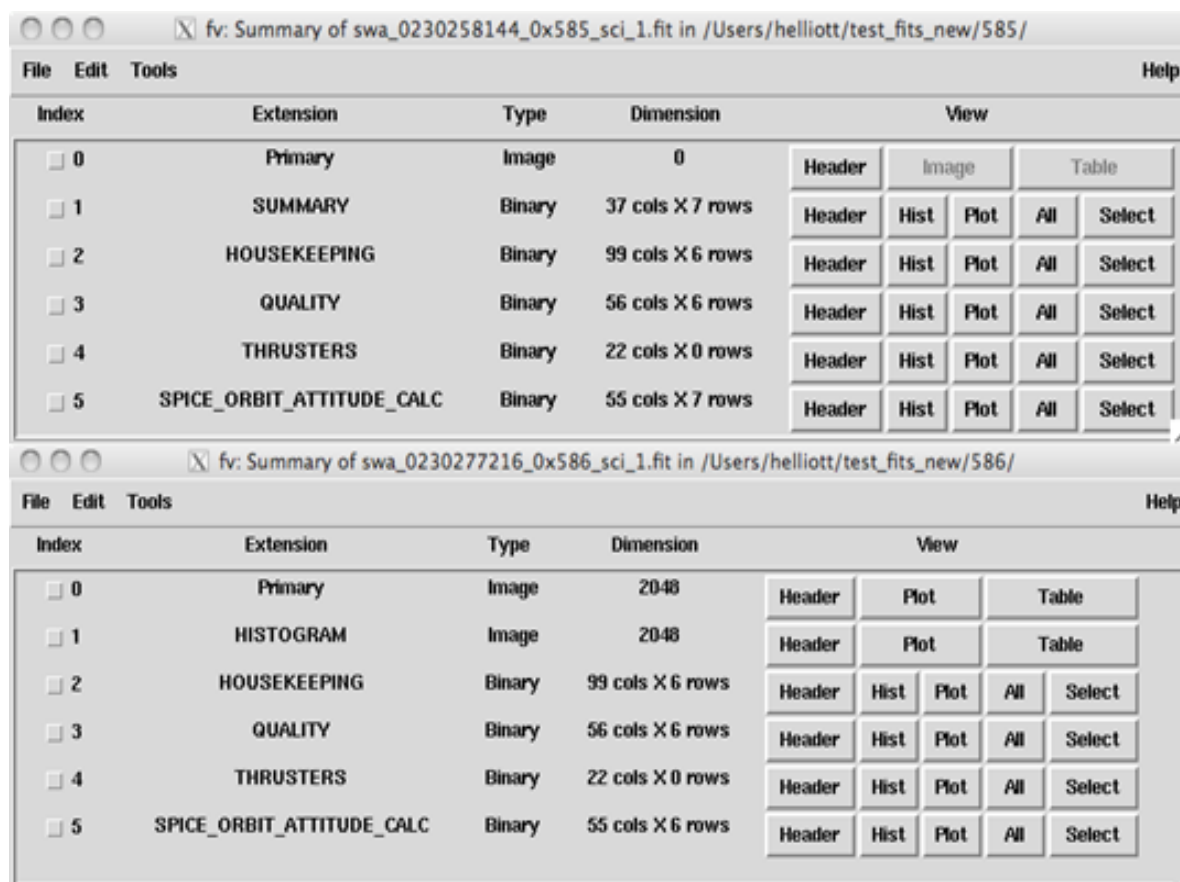 X fv: Summary of swa_0230258144_0x585_sci_1.fit in /Users/helliott/test_fits_new/585/
File Edit Tools Help
Index Extension Type Dimension View
0 Primary Image 0 Header Image Table
1 SUMMARY Binary 37 cols X 7 rows Header Hist Plot All Select
2 HOUSEKEEPING Binary 99 cols X 6 rows Header Hist Plot All Select
3 QUALITY Binary 56 cols X 6 rows Header Hist Plot All Select
4 THRUSTERS Binary 22 cols X 0 rows Header Hist Plot All Select
5 SPICE_ORBIT_ATTITUDE_CALC Binary 55 cols X 7 rows Header Hist Plot All Select
X fv: Summary of swa_0230277216_0x586_sci_1.fit in /Users/helliott/test_fits_new/586/
File Edit Tools Help
Index Extension Type Dimension View
0 Primary Image 2048 Header Plot Table
1 HISTOGRAM Image 2048 Header Plot Table
2 HOUSEKEEPING Binary 99 cols X 6 rows Header Hist Plot All Select
3 QUALITY Binary 56 cols X 6 rows Header Hist Plot All Select
4 THRUSTERS Binary 22 cols X 0 rows Header Hist Plot All Select
5 SPICE_ORBIT_ATTITUDE_CALC Binary 55 cols X 6 rows Header Hist Plot All Select